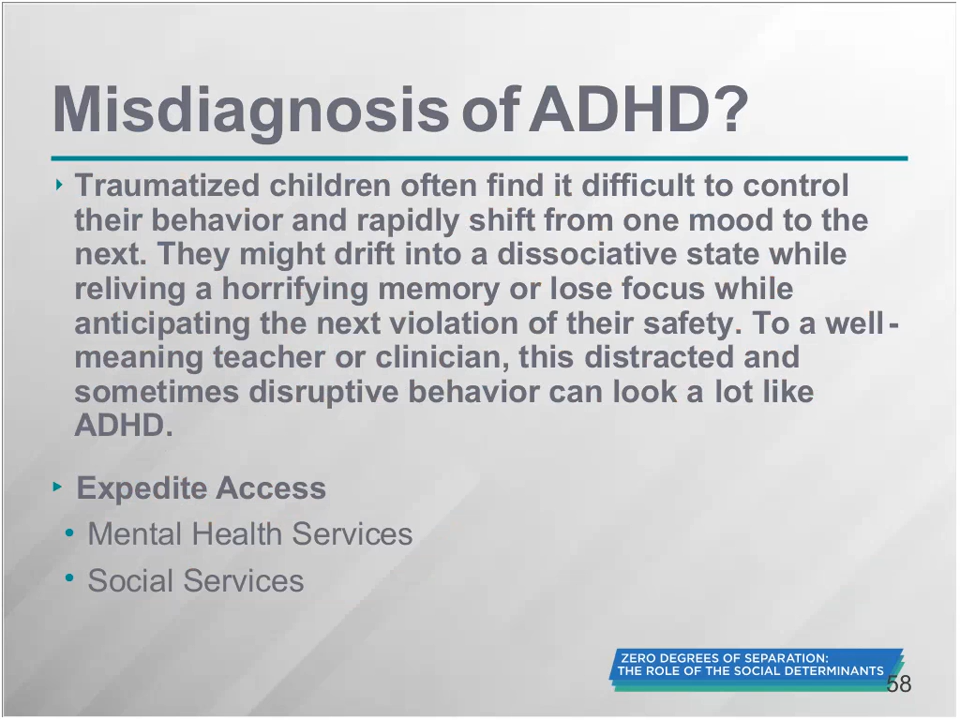 Misdiagnosis of ADHD?
Traumatized children often find it difficult to control
their behavior and rapidly shift from one mood to the
next. They might drift into a dissociative state while
reliving a horrifying memory or lose focus while
anticipating the next violation of their safety. To a well-
meaning teacher or clinician, this distracted and
sometimes disruptive behavior can look a lot like
ADHD.
Expedite Access
Mental Health Services
Social Services
ZERO DEGREES OF SEPARATION:
THE ROLE OF THE SOCIAL DETERMINANTS
58